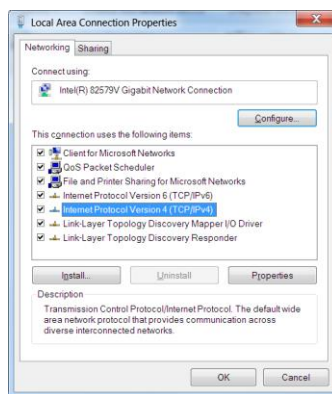 Local Area Connection Properties
Networking Sharing
Connect using:
Intel(R) 82579V Gigabit Network Connection
Configure...
This connection uses the following items:
Client for Microsoft Networks
QoS Packet Scheduler
File and Printer Sharing for Microsoft Networks
Internet Protocol Version 6 (TCP/IPv6)
Internet Protocol Version 4 (TCP/IPv4)
Link-Layer Topology Discovery Mapper I/O Driver
Link-Layer Topology Discovery Responder
Install... Uninstall Properties
Description
Transmission Control Protocol/Internet Protocol. The default wide
area network protocol that provides communication across
diverse interconnected networks.
OK Cancel